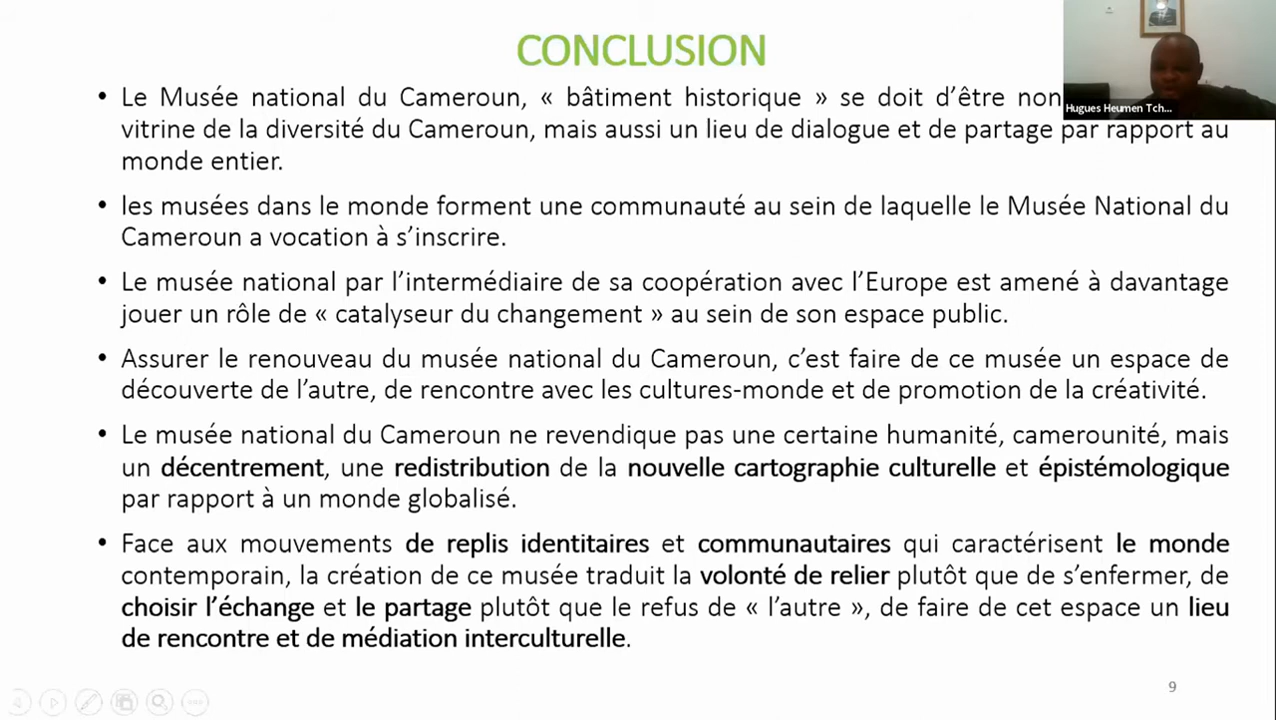 CONCLUSION
• Le Musée national du Cameroun, « bâtiment historique » se doit d’être non
Hugues Heumen Tch...
vitrine de la diversité du Cameroun, mais aussi un lieu de dialogue et de partage par rapport au
monde entier.
• les musées dans le monde forment une communauté au sein de laquelle le Musée National du
Cameroun a vocation à s’inscrire.
• Le musée national par l’intermédiaire de sa coopération avec l’Europe est amené à davantage
jouer un rôle de « catalyseur du changement » au sein de son espace public.
• Assurer le renouveau du musée national du Cameroun, c’est faire de ce musée un espace de
découverte de l’autre, de rencontre avec les cultures-monde et de promotion de la créativité.
• Le musée national du Cameroun ne revendique pas une certaine humanité, camerounité, mais
un décentrement, une redistribution de la nouvelle cartographie culturelle et épistémologique
par rapport à un monde globalisé.
• Face aux mouvements de replis identitaires et communautaires qui caractérisent le monde
contemporain, la création de ce musée traduit la volonté de relier plutôt que de s’enfermer, de
choisir l’échange et le partage plutôt que le refus de « l’autre », de faire de cet espace un lieu
de rencontre et de médiation interculturelle.
9